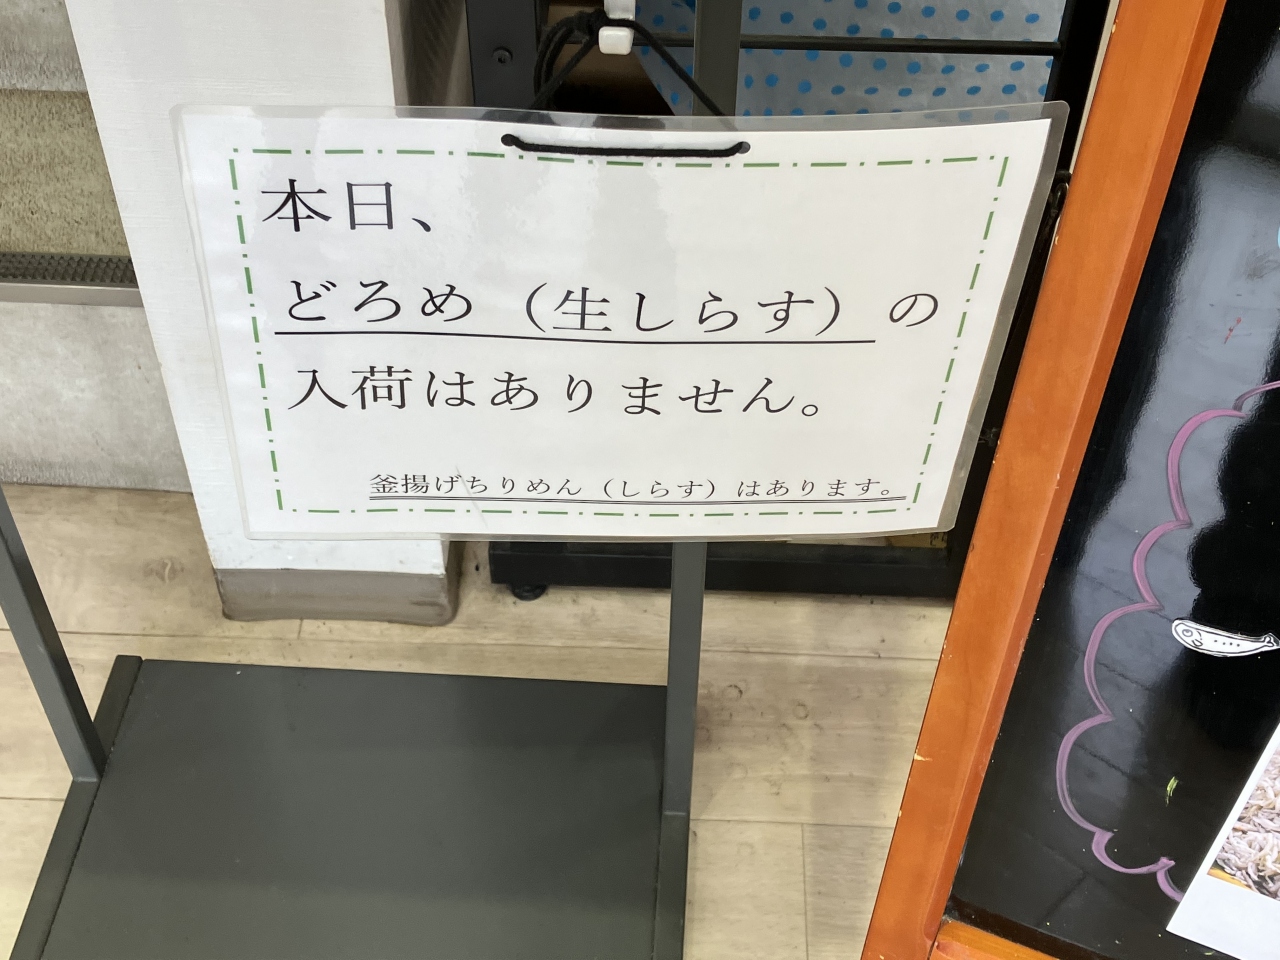 本日、
どろめ（生しらす）の
入荷はありません。
釜揚げちりめん（しらす）はあります。